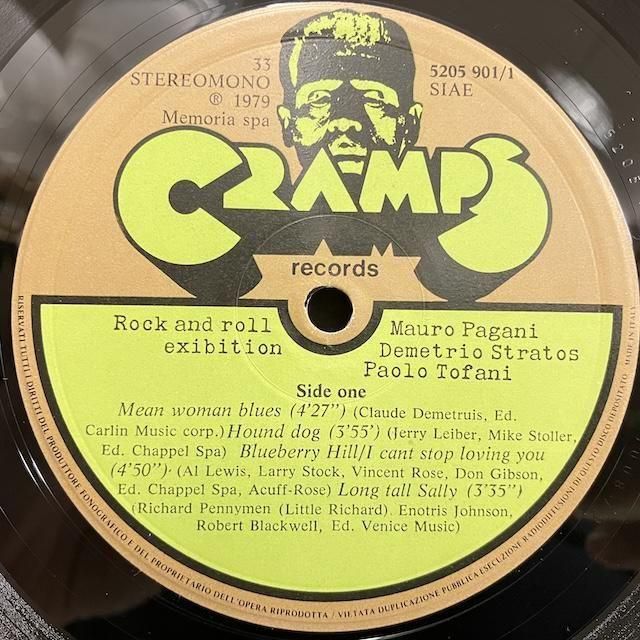 33
STEREOMONO
℗ 1979
Memoria spa
5205 901/1
SIAE
CRAMPS
records
Rock and roll
exibition
Mauro Pagani
Demetrio Stratos
Paolo Tofani
Side one
Mean woman blues (4'27") (Claude Demetruis, Ed.
Carlin Music corp.) Hound dog (3'55') (Jerry Leiber, Mike Stoller,
Ed. Chappel Spa) Blueberry Hill/I cant stop loving you
(4'50") (Al Lewis, Larry Stock, Vincent Rose, Don Gibson,
Ed. Chappel Spa, Acuff-Rose) Long tall Sally (3'35")
(Richard Pennymen (Little Richard). Enotris Johnson,
Robert Blackwell, Ed. Venice Music)
RISERVATI TUTTI I DIRITTI DEL PRODUTTORE FONOGRAFICO E DEL PROPRIETARIO DELL'OPERA RIPRODOTTA / VIETATA DUPLICAZIONE PUBBLICA ESECUZIONE RADIODIFFUSIONI DI QUESTO DISCO DEPOSITATO MADE IN ITALY